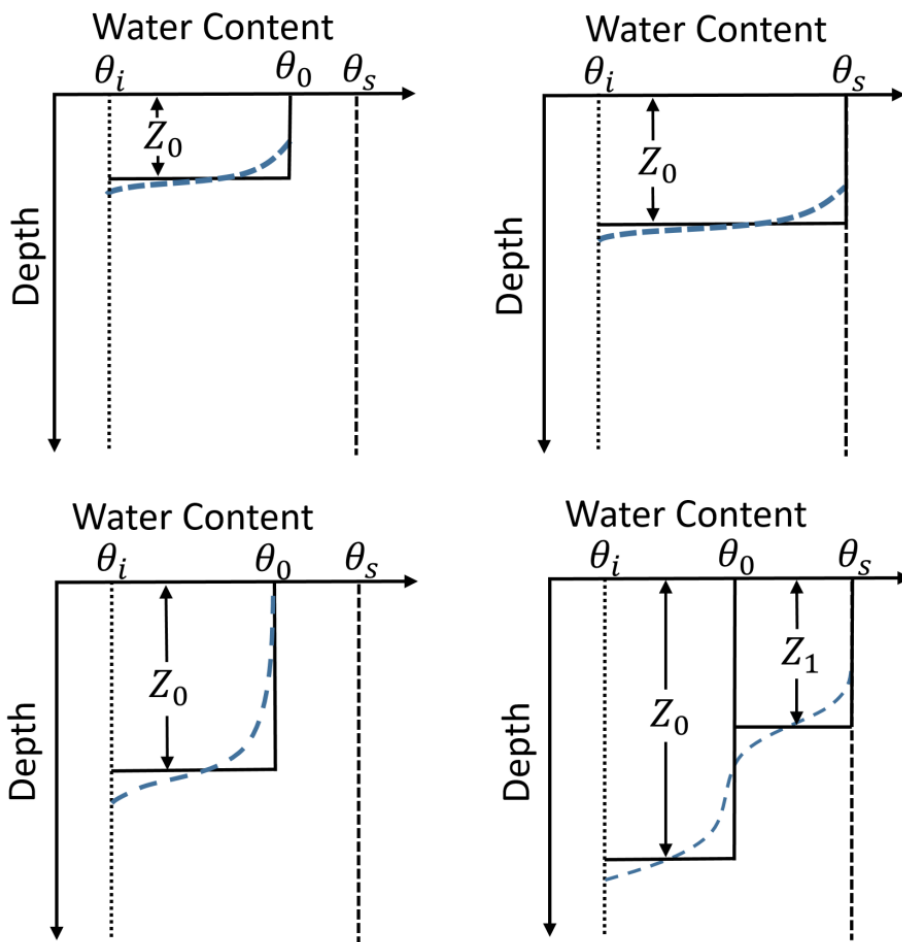 Water Content
θᵢ θ₀ θₛ
Z₀
Depth
Water Content
θᵢ θₛ
Z₀
Depth
Water Content
θᵢ θ₀ θₛ
Z₀
Depth
Water Content
θᵢ θ₀ θₛ
Z₁
Z₀
Depth